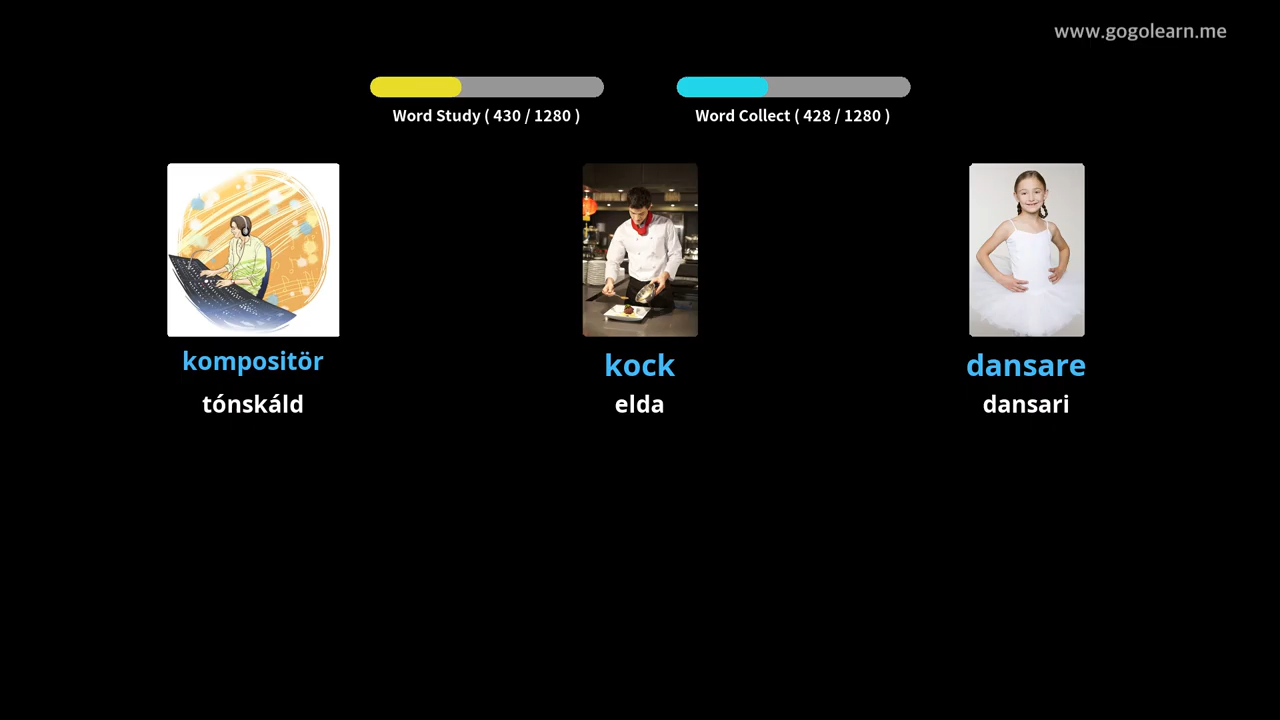 www.gogolearn.me
Word Study ( 430 / 1280 )
Word Collect ( 428 / 1280 )
kompositör
kock
dansare
tónskáld
elda
dansari